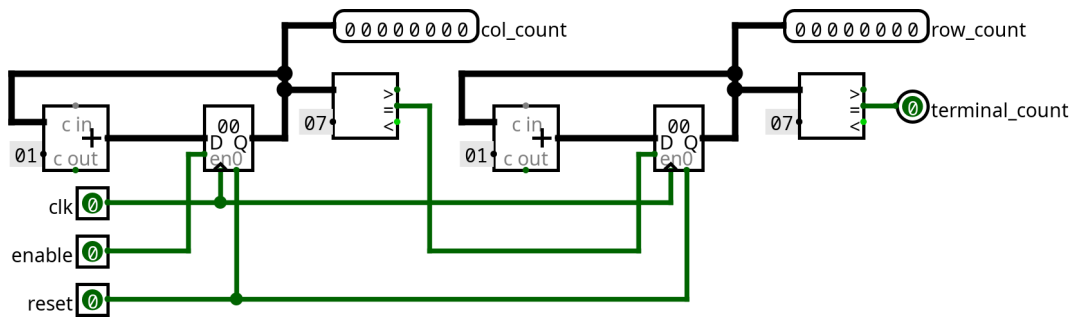 00000000 col_count
00000000 row_count
c in + c out
01
00
D Q
en 0
07
> = <
c in + c out
01
00
D Q
en 0
07
> = <
0 terminal_count
clk 0
enable 0
reset 0